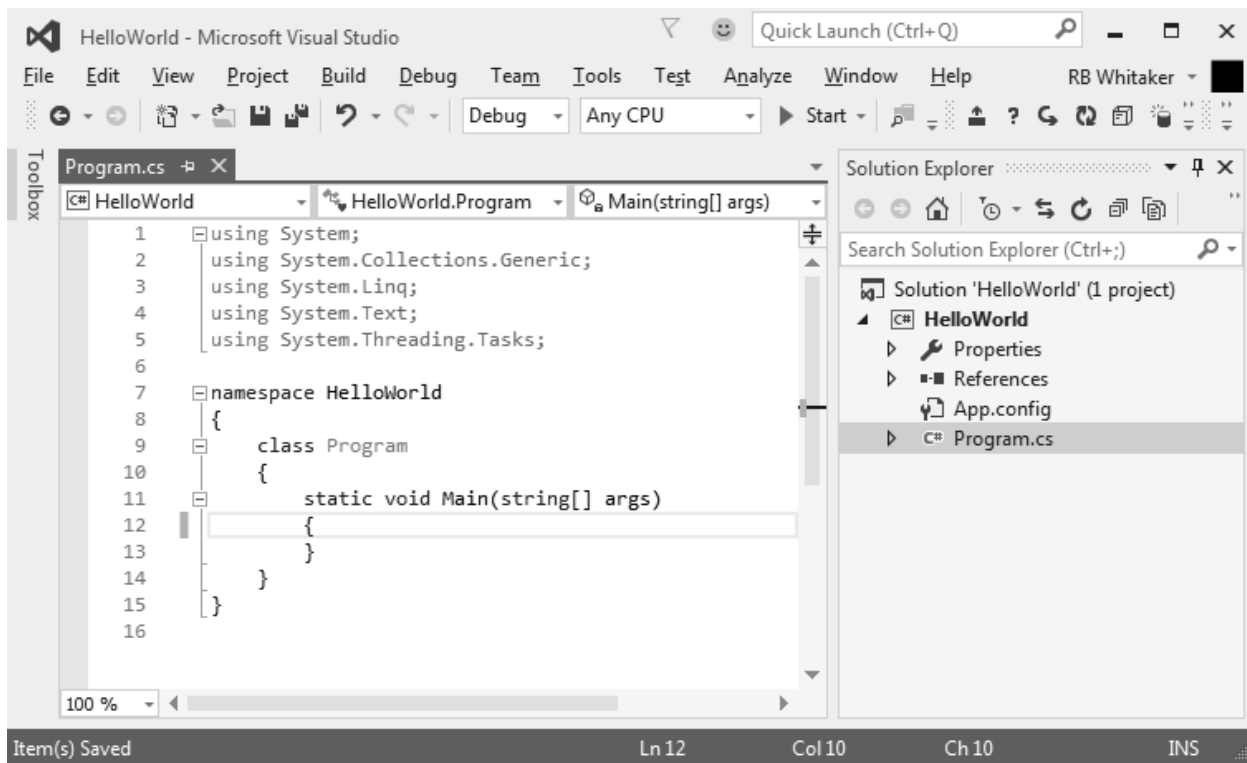 HelloWorld - Microsoft Visual Studio
Quick Launch (Ctrl+Q)
File Edit View Project Build Debug Team Tools Test Analyze Window Help RB Whitaker
Debug Any CPU Start ?
Toolbox
Program.cs
C# HelloWorld HelloWorld.Program Main(string[] args)
1 using System;
2 using System.Collections.Generic;
3 using System.Linq;
4 using System.Text;
5 using System.Threading.Tasks;
6
7 namespace HelloWorld
8 {
9 class Program
10 {
11 static void Main(string[] args)
12 {
13 }
14 }
15 }
16
100 %
Solution Explorer
Search Solution Explorer (Ctrl+;)
Solution 'HelloWorld' (1 project)
C# HelloWorld
Properties
References
App.config
C# Program.cs
Item(s) Saved Ln 12 Col 10 Ch 10 INS